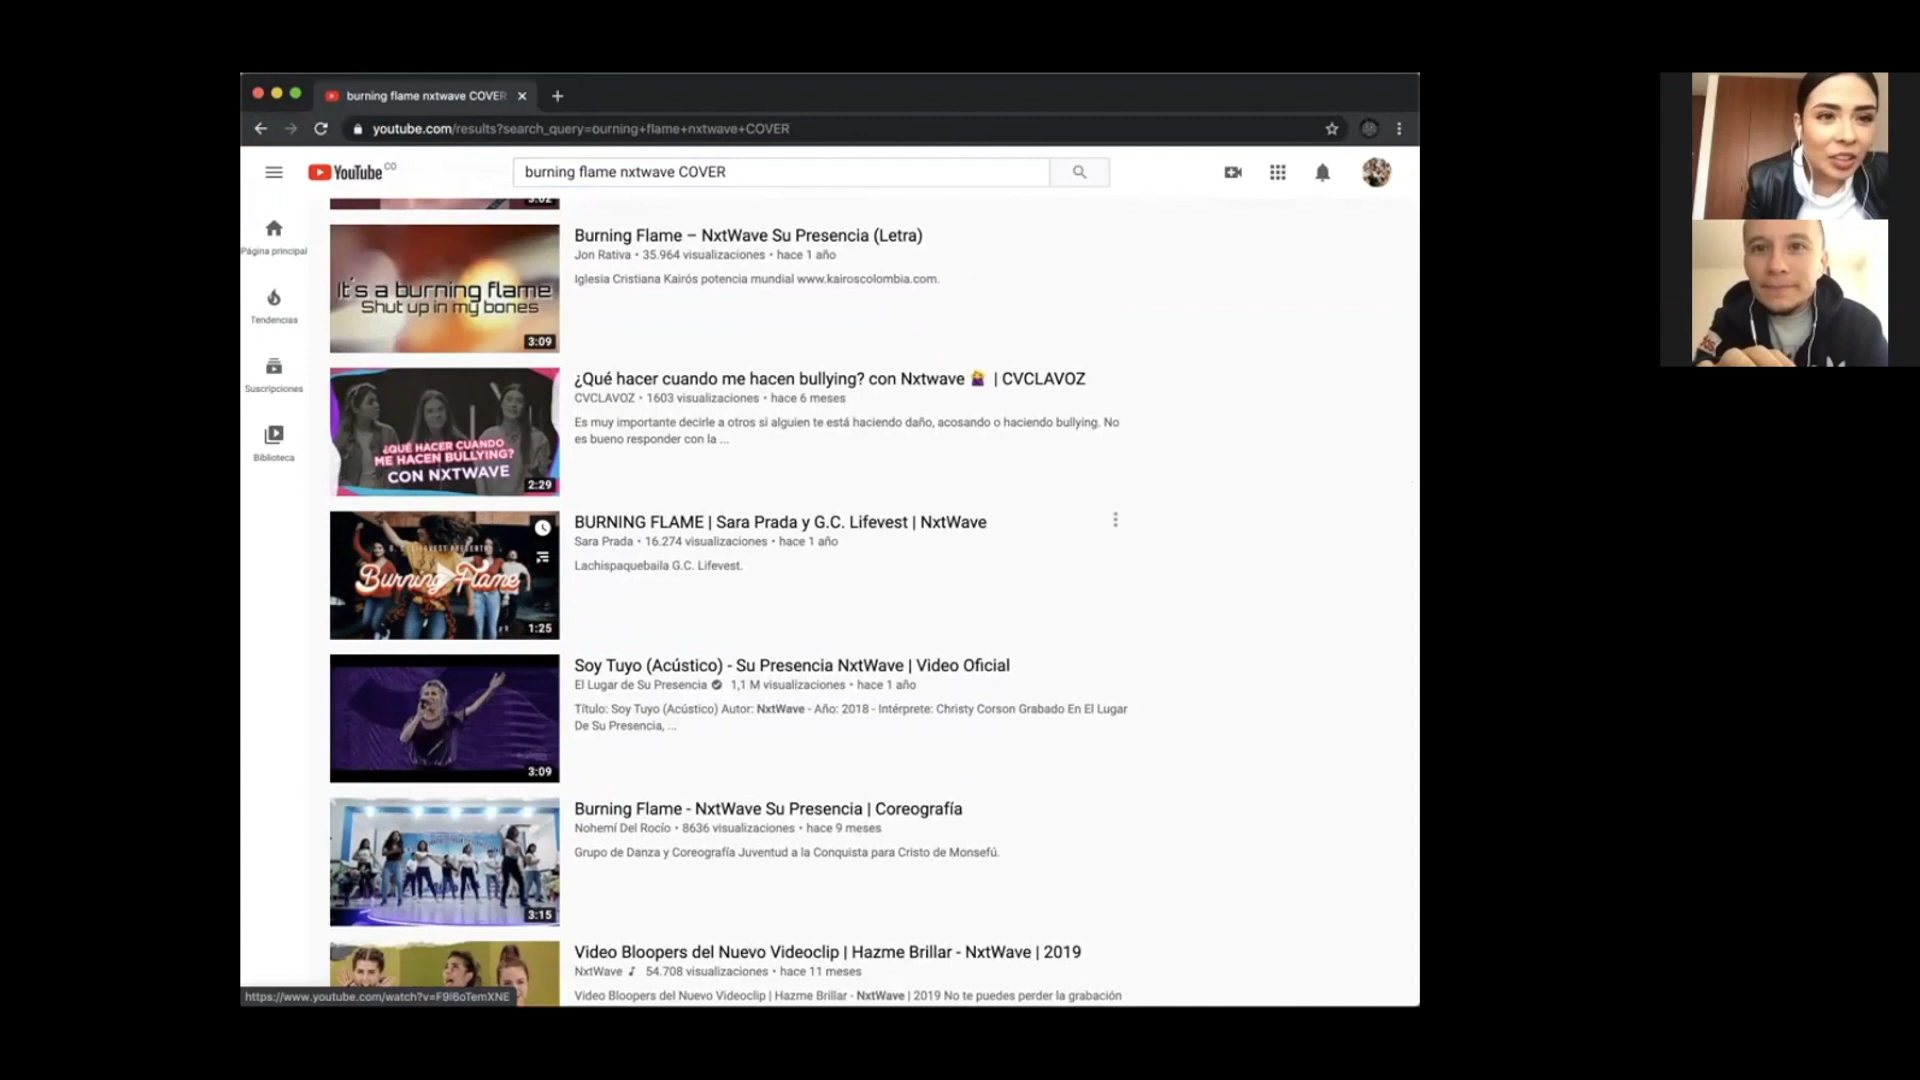 burning flame nxtwave COVER
youtube.com/results?search_query=burning+flame+nxtwave+COVER
YouTube CO
burning flame nxtwave COVER
Página principal
Tendencias
Suscripciones
Biblioteca
3:02
It's a burning flame
Shut up in my bones
3:09
Burning Flame – NxtWave Su Presencia (Letra)
Jon Rativa • 35.964 visualizaciones • hace 1 año
Iglesia Cristiana Kairós potencia mundial www.kairoscolombia.com.
¿QUÉ HACER CUANDO
ME HACEN BULLYING?
CON NXTWAVE
2:29
¿Qué hacer cuando me hacen bullying? con Nxtwave 🤷‍♀️ | CVCLAVOZ
CVCLAVOZ • 1603 visualizaciones • hace 6 meses
Es muy importante decirle a otros si alguien te está haciendo daño, acosando o haciendo bullying. No
es bueno responder con la ...
G. C. LIFEVEST PRESENTA
Burning Flame
1:25
BURNING FLAME | Sara Prada y G.C. Lifevest | NxtWave
Sara Prada • 16.274 visualizaciones • hace 1 año
Lachispaquebaila G.C. Lifevest.
3:09
Soy Tuyo (Acústico) - Su Presencia NxtWave | Video Oficial
El Lugar de Su Presencia 1,1 M visualizaciones • hace 1 año
Título: Soy Tuyo (Acústico) Autor: NxtWave - Año: 2018 - Intérprete: Christy Corson Grabado En El Lugar
De Su Presencia, ...
3:15
Burning Flame - NxtWave Su Presencia | Coreografía
Nohemí Del Rocío • 8636 visualizaciones • hace 9 meses
Grupo de Danza y Coreografía Juventud a la Conquista para Cristo de Monsefú.
Video Bloopers del Nuevo Videoclip | Hazme Brillar - NxtWave | 2019
NxtWave ♪ 54.708 visualizaciones • hace 11 meses
Video Bloopers del Nuevo Videoclip | Hazme Brillar - NxtWave | 2019 No te puedes perder la grabación
https://www.youtube.com/watch?v=F9I6oTemXNE